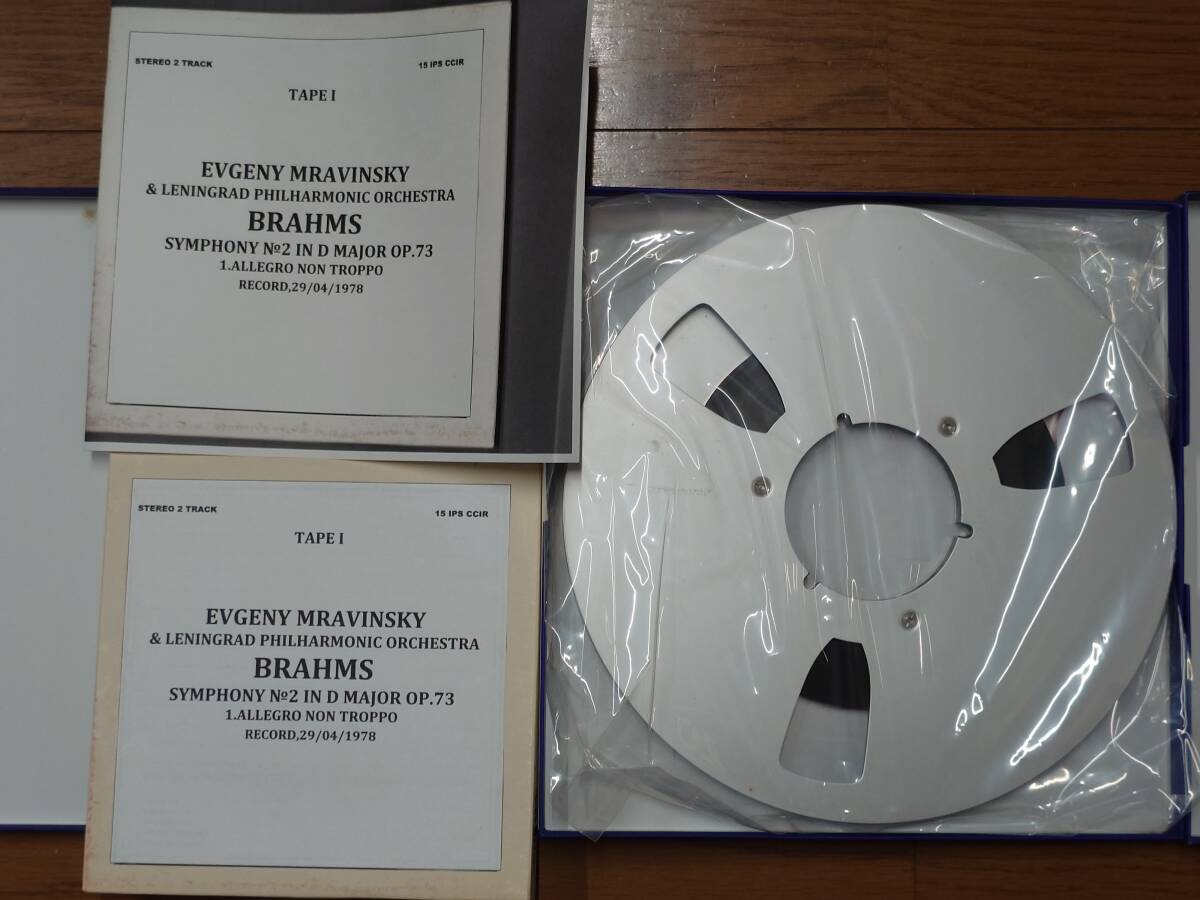 STEREO 2 TRACK
15 IPS CCIR
TAPE I
EVGENY MRAVINSKY
& LENINGRAD PHILHARMONIC ORCHESTRA
BRAHMS
SYMPHONY №2 IN D MAJOR OP.73
1.ALLEGRO NON TROPPO
RECORD,29/04/1978
STEREO 2 TRACK
15 IPS CCIR
TAPE I
EVGENY MRAVINSKY
& LENINGRAD PHILHARMONIC ORCHESTRA
BRAHMS
SYMPHONY №2 IN D MAJOR OP.73
1.ALLEGRO NON TROPPO
RECORD,29/04/1978